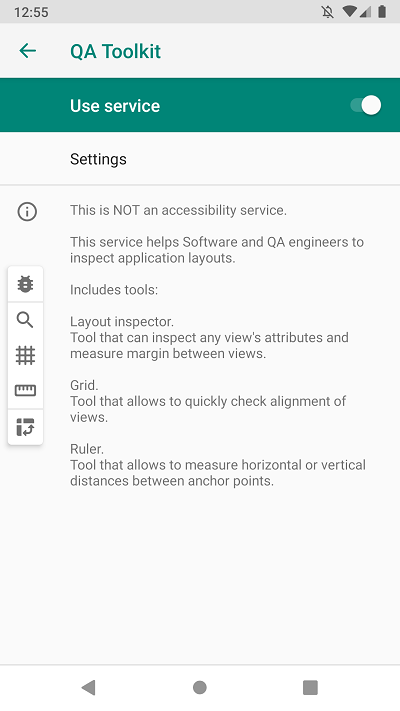 12:55
QA Toolkit
Use service
Settings
This is NOT an accessibility service.
This service helps Software and QA engineers to
inspect application layouts.
Includes tools:
Layout inspector.
Tool that can inspect any view's attributes and
measure margin between views.
Grid.
Tool that allows to quickly check alignment of
views.
Ruler.
Tool that allows to measure horizontal or vertical
distances between anchor points.